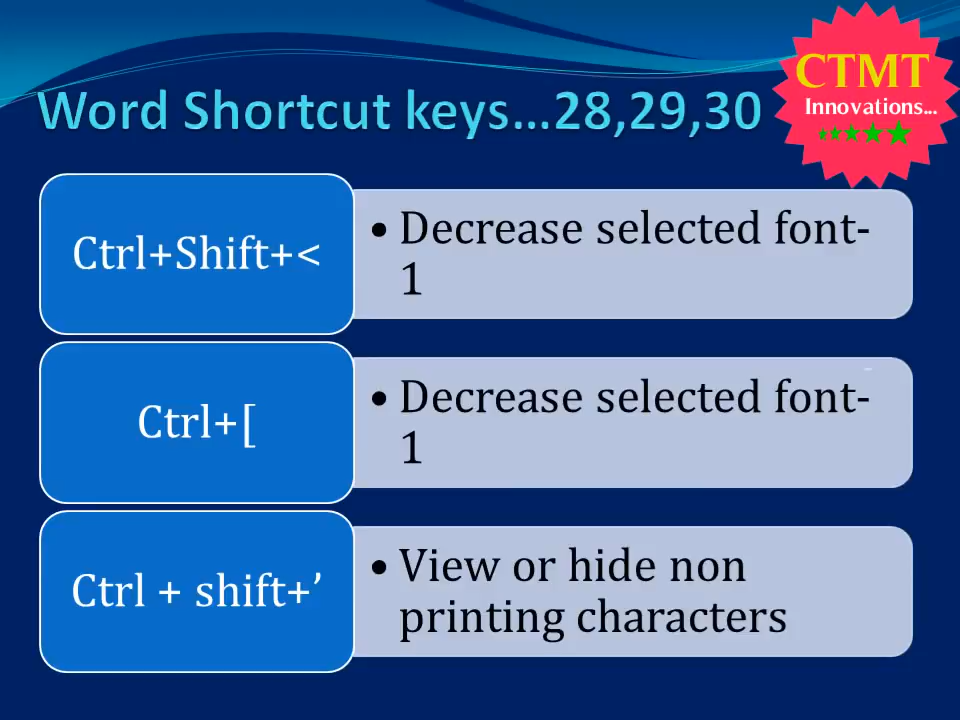 Word Shortcut keys...28,29,30
CTMT
Innovations...
Ctrl+Shift+<
• Decrease selected font-
1
Ctrl+[
• Decrease selected font-
1
Ctrl + shift+’
• View or hide non
printing characters